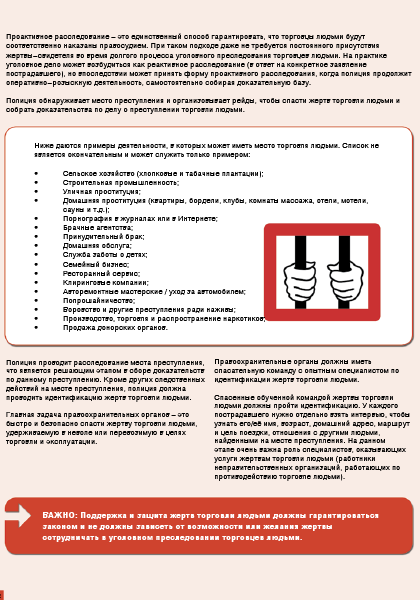 Проактивное расследование – это единственный способ гарантировать, что торговцы людьми будут
соответственно наказаны правосудием. При таком подходе даже не требуется постоянного присутствия
жертвы–свидетеля во время долгого процесса уголовного преследования торговцев людьми. На практике
уголовное дело может возбудиться как реактивное расследование (в ответ на конкретное заявление
пострадавшего), но впоследствии может принять форму проактивного расследования, когда полиция продолжит
оперативно–розыскную деятельность, самостоятельно собирая доказательную базу.
Полиция обнаруживает место преступления и организовывает рейды, чтобы спасти жертв торговли людьми и
собрать доказательства по делу о преступлении торговли людьми.
Ниже даются примеры деятельности, в которых может иметь место торговля людьми. Список не
является окончательным и может служить только примером:
• Сельское хозяйство (хлопковые и табачные плантации);
• Строительная промышленность;
• Уличная проституция;
• Домашняя проституция (квартиры, бордели, клубы, комнаты массажа, отели, мотели,
сауны и т.д.);
• Порнография в журналах или в Интернете;
• Брачные агентства;
• Принудительный брак;
• Домашняя обслуга;
• Служба заботы о детях;
• Семейный бизнес;
• Ресторанный сервис;
• Клиринговые компании;
• Авторемонтные мастерские / уход за автомобилем;
• Попрошайничество;
• Воровство и другие преступления ради наживы;
• Производство, торговля и распространение наркотиков;
• Продажа донорских органов.
Полиция проводит расследование места преступления,
что является решающим этапом в сборе доказательств
по данному преступлению. Кроме других следственных
действий на месте преступления, полиция должна
проводить идентификацию жертв торговли людьми.
Главная задача правоохранительных органов – это
быстро и безопасно спасти жертву торговли людьми,
удерживаемую в неволе или перевозимую в целях
торговли и эксплуатации.
Правоохранительные органы должны иметь
спасательную команду с опытным специалистом по
идентификации жертв торговли людьми.
Спасенные обученной командой жертвы торговли
людьми должны пройти идентификацию. У каждого
пострадавшего нужно отдельно взять интервью, чтобы
узнать его/её имя, возраст, домашний адрес, маршрут
и цель поездки, отношения с другими людьми,
найденными на месте преступления. На данном
этапе очень важна роль специалистов, оказывающих
услуги жертвам торговли людьми (работники
неправительственных организаций, работающих по
противодействию торговле людьми).
ВАЖНО: Поддержка и защита жертв торговли людьми должны гарантироваться
законом и не должны зависеть от возможности или желания жертвы
сотрудничать в уголовном преследовании торговцев людьми.